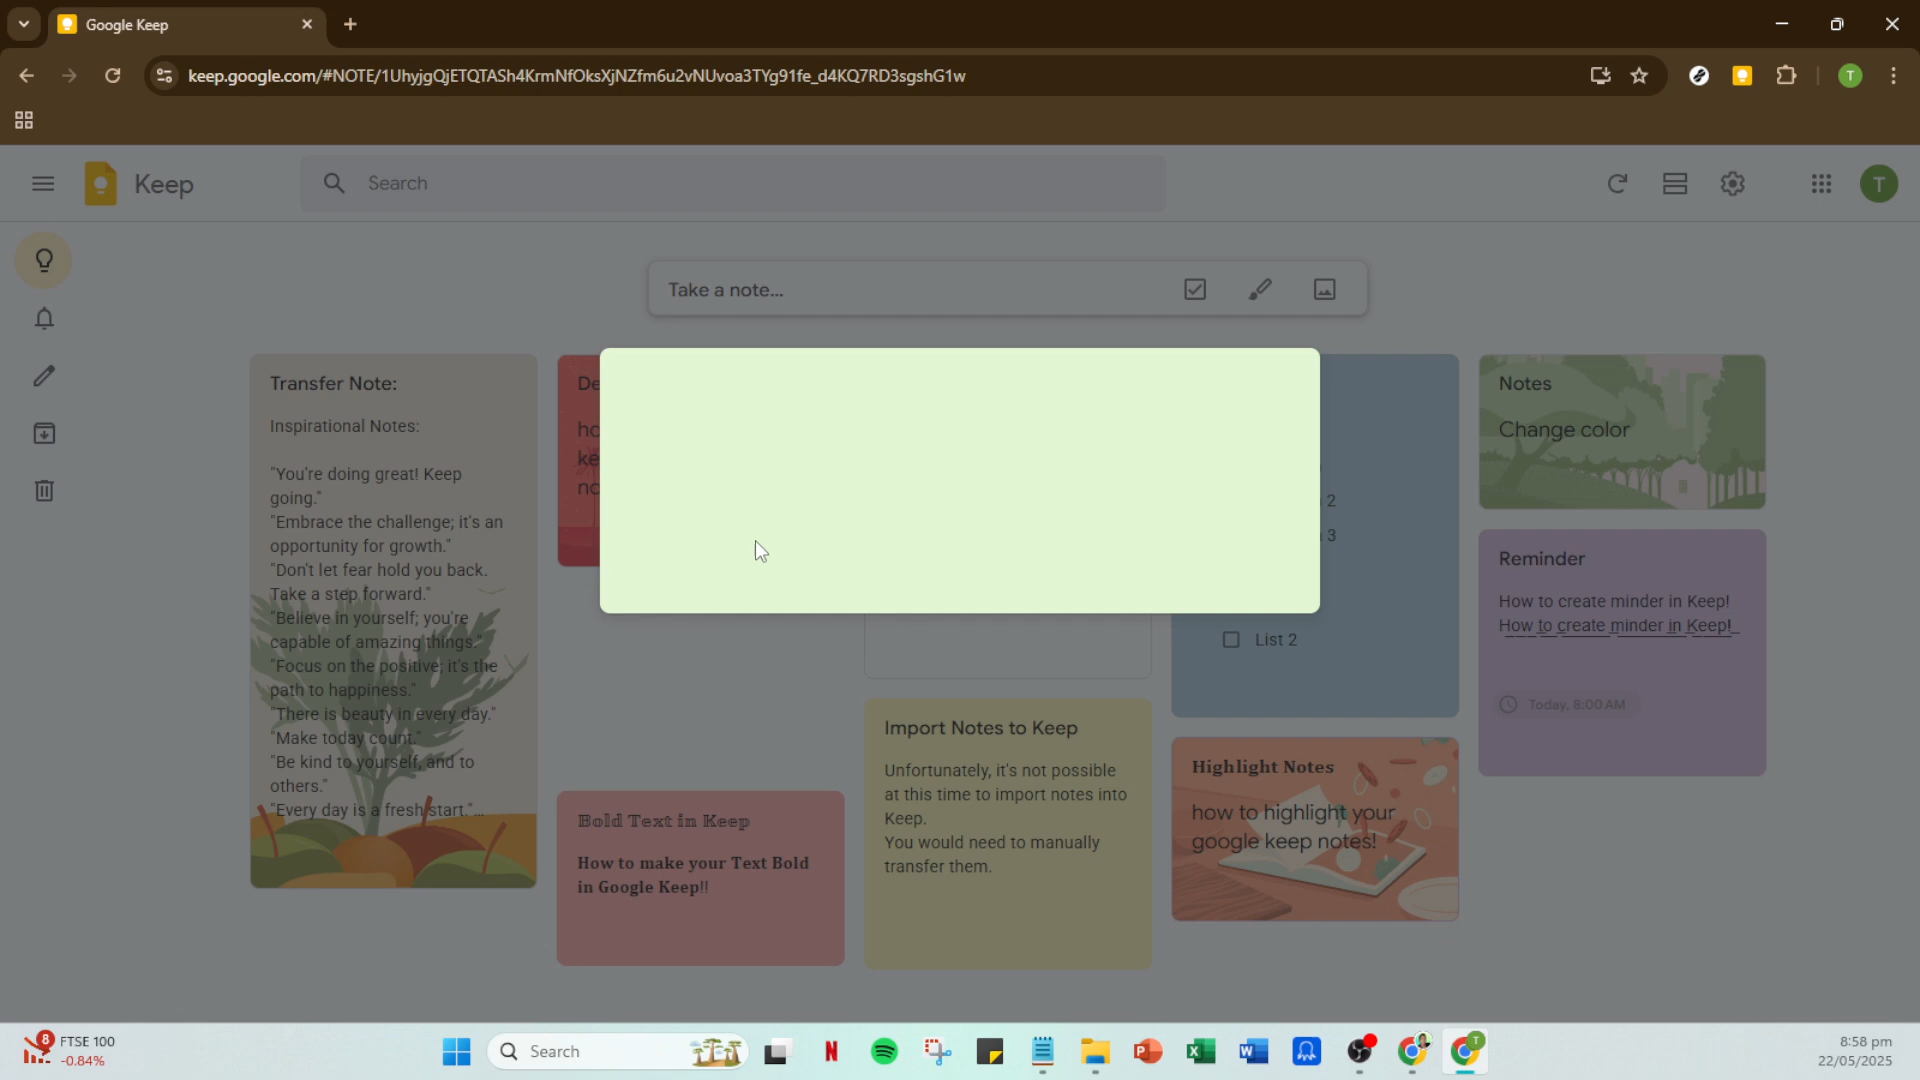 Google Keep
keep.google.com/#NOTE/1UhyjgQjETQTASh4KrmNfOksXjNZfm6u2vNUvoa3TYg91fe_d4KQ7RD3sgshG1w
T
Keep
Search
T
Take a note...
Transfer Note:
Inspirational Notes:
"You're doing great! Keep
going."
"Embrace the challenge; it's an
opportunity for growth."
"Don't let fear hold you back.
Take a step forward."
"Believe in yourself; you're
capable of amazing things."
"Focus on the positive; it's the
path to happiness."
"There is beauty in every day."
"Make today count."
"Be kind to yourself, and to
others."
"Every day is a fresh start."...
De
ho
ke
no
Bold Text in Keep
How to make your Text Bold
in Google Keep!!
Import Notes to Keep
Unfortunately, it's not possible
at this time to import notes into
Keep.
You would need to manually
transfer them.
2
3
List 2
Highlight Notes
how to highlight your
google keep notes!
Notes
Change color
Reminder
How to create minder in Keep!
How to create minder in Keep!
Today, 8:00 AM
8
FTSE 100
-0.84%
Search
8:58 pm
22/05/2025